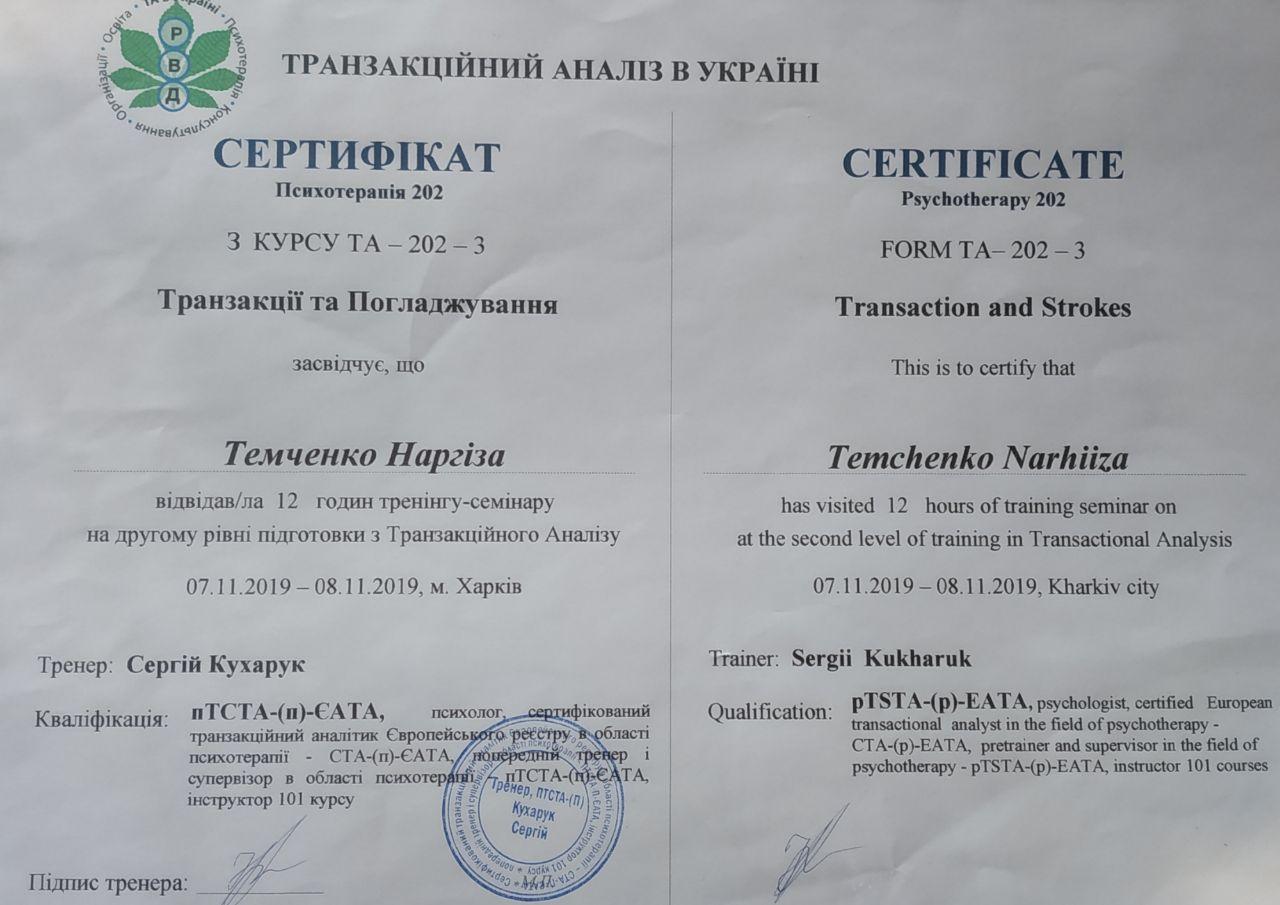 ТА в Україні • Психотерапія • Консультування • Організації • Освіта •
Р
В
Д
ТРАНЗАКЦІЙНИЙ АНАЛІЗ В УКРАЇНІ
СЕРТИФІКАТ
Психотерапія 202
З КУРСУ ТА – 202 – 3
Транзакції та Погладжування
засвідчує, що
Темченко Наргіза
відвідав/ла 12 годин тренінгу-семінару
на другому рівні підготовки з Транзакційного Аналізу
07.11.2019 – 08.11.2019, м. Харків
Тренер: Сергій Кухарук
Кваліфікація: пТСТА-(п)-ЄАТА, психолог, сертифікований
транзакційний аналітик Європейського реєстру в області
психотерапії - СТА-(п)-ЄАТА, попередній тренер і
супервізор в області психотерапії - пТСТА-(п)-ЄАТА,
інструктор 101 курсу
Підпис тренера:
Тренер, ПТСТА-(П)
Кухарук
Сергій
М.П.
CERTIFICATE
Psychotherapy 202
FORM TA– 202 – 3
Transaction and Strokes
This is to certify that
Temchenko Narhiiza
has visited 12 hours of training seminar on
at the second level of training in Transactional Analysis
07.11.2019 – 08.11.2019, Kharkiv city
Trainer: Sergii Kukharuk
Qualification: pTSTA-(p)-EATA, psychologist, certified European
transactional analyst in the field of psychotherapy -
CTA-(p)-EATA, pretrainer and supervisor in the field of
psychotherapy - pTSTA-(p)-EATA, instructor 101 courses